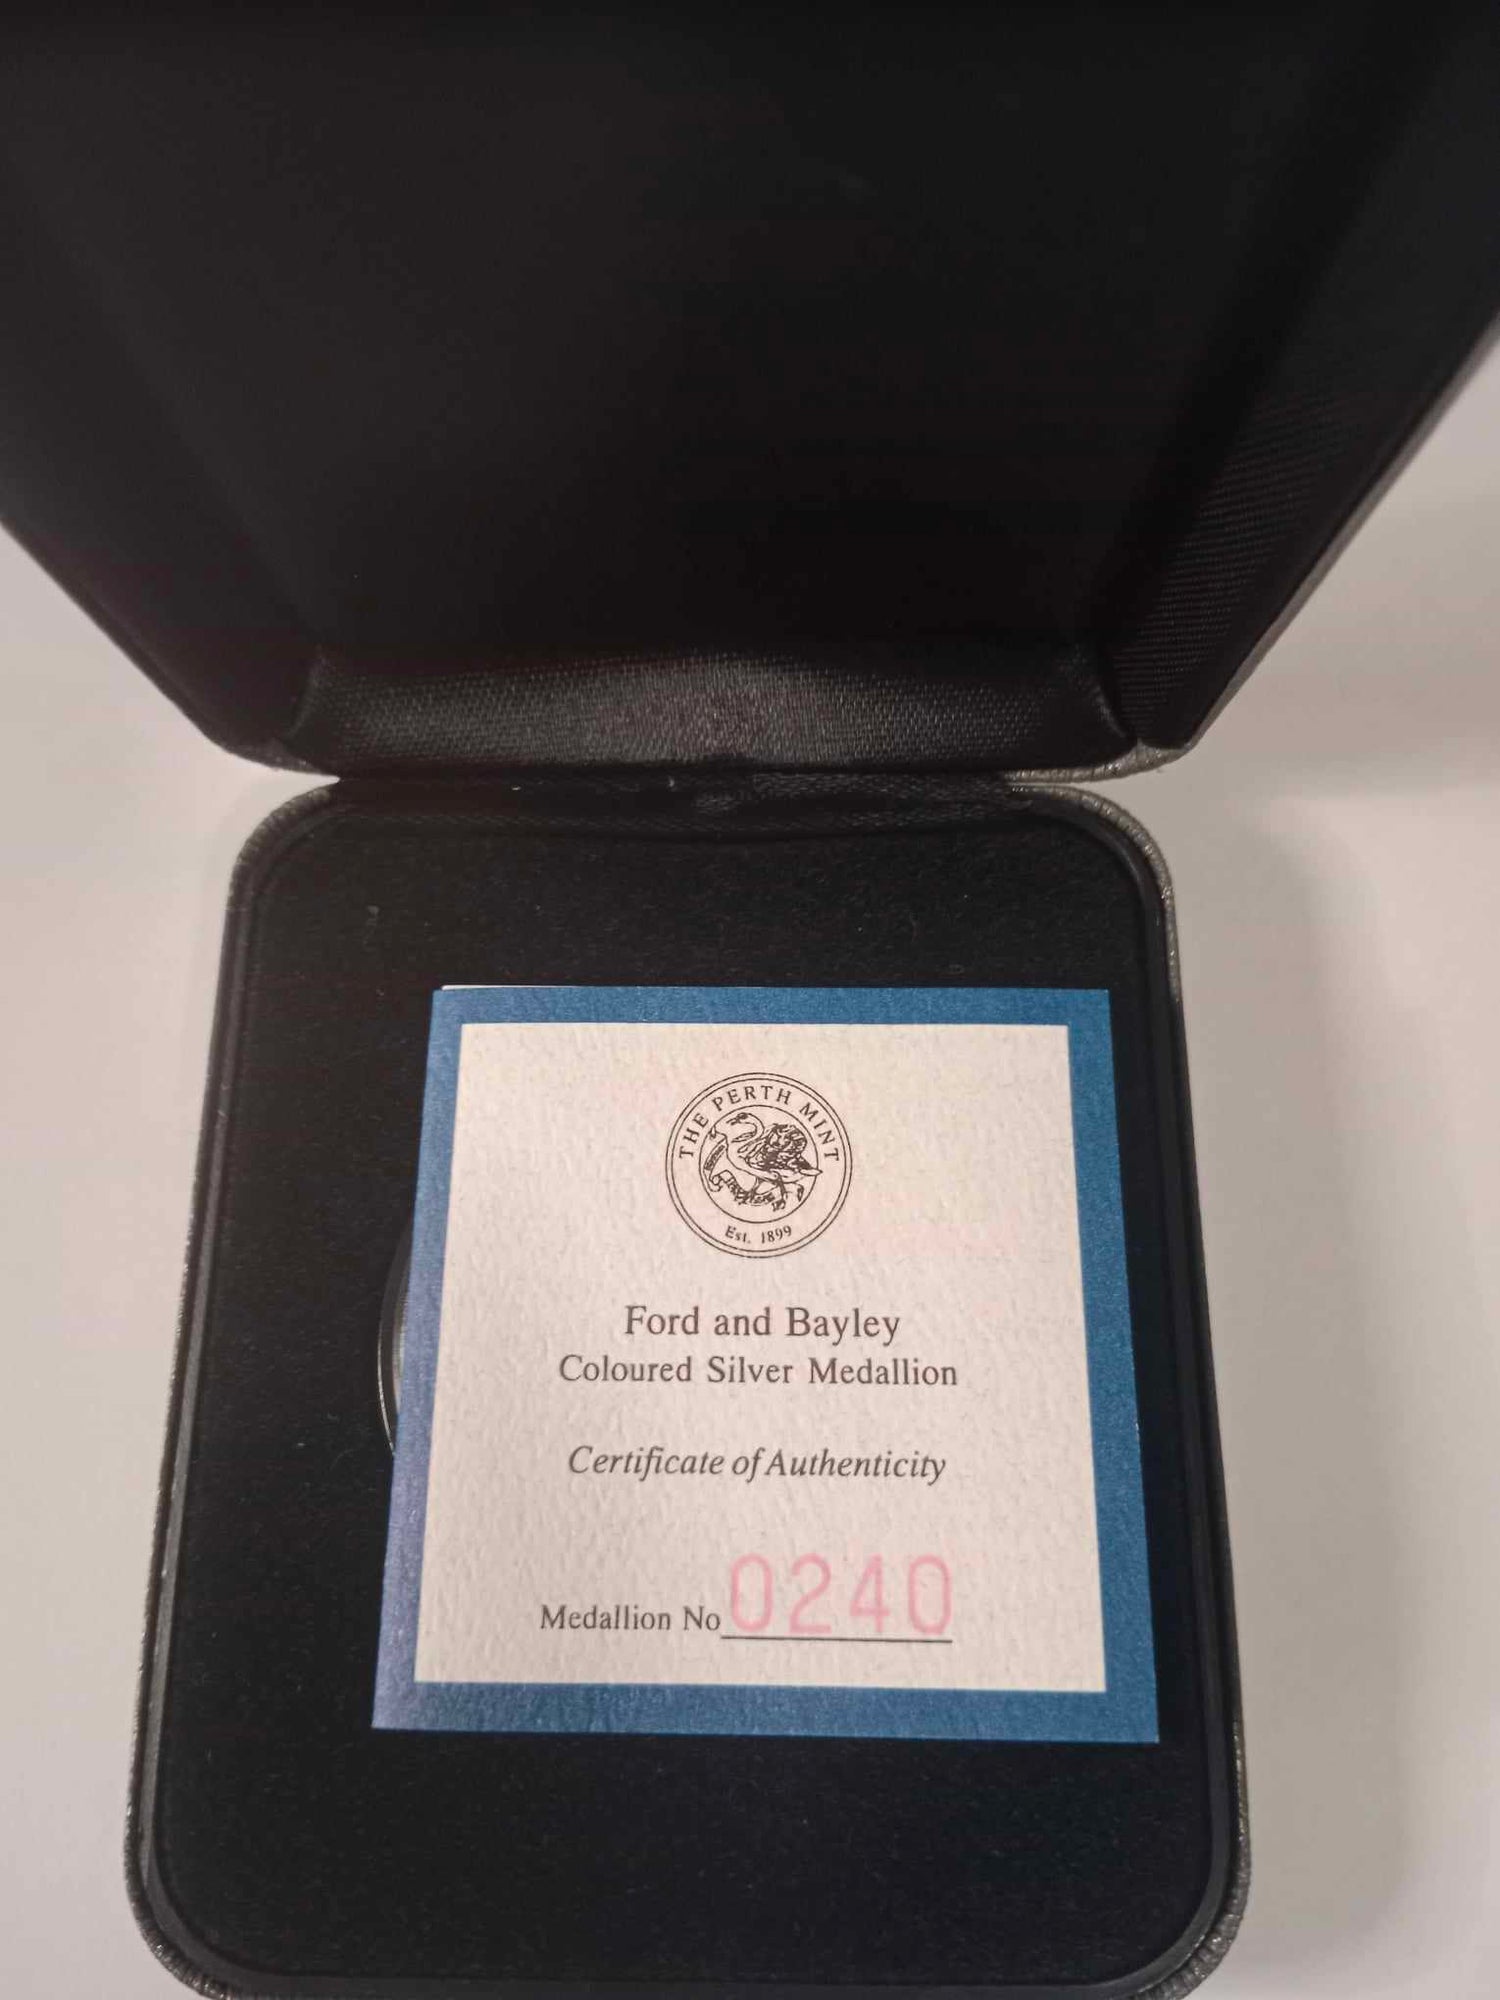 THE PERTH MINT
Est. 1899
Ford and Bayley
Coloured Silver Medallion
Certificate of Authenticity
Medallion No 0240